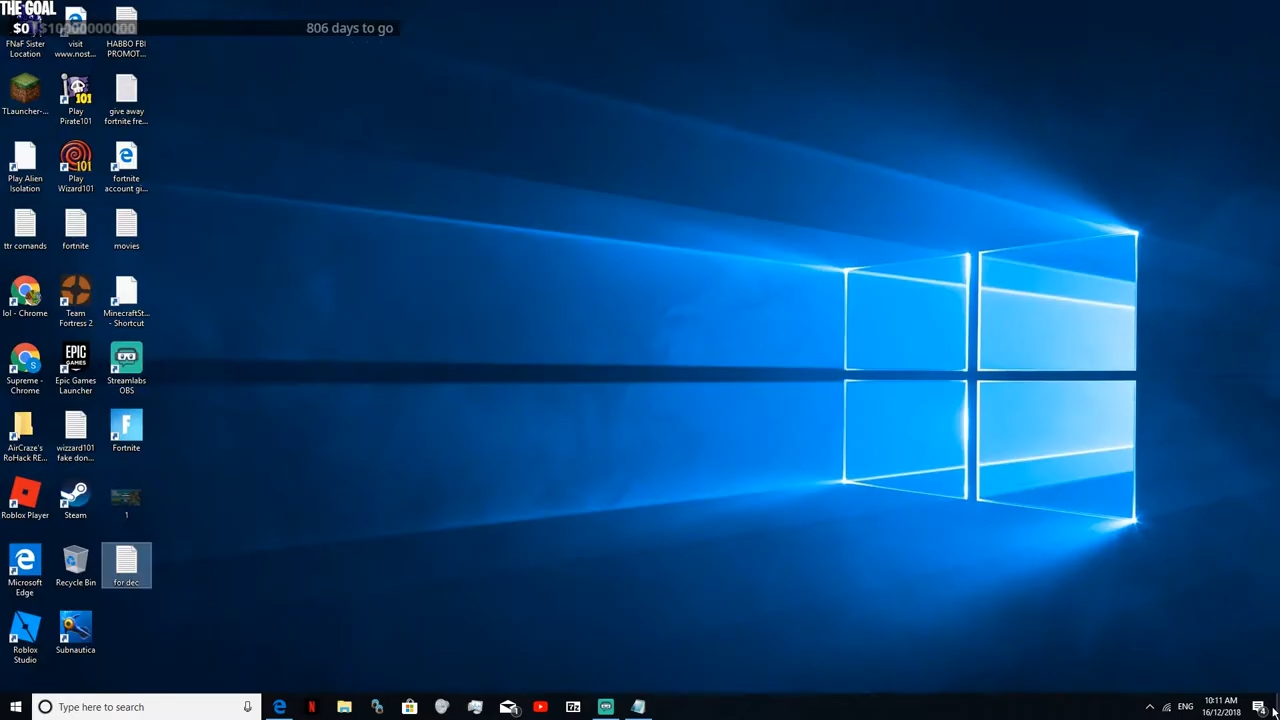 THE GOAL
$0
806 days to go
FNaF Sister
Location
visit
www.nost...
HABBO FBI
PROMOT...
TLauncher-...
101
Play
Pirate101
give away
fortnite fre...
Play Alien
Isolation
101
Play
Wizard101
fortnite
account gi...
ttr comands
fortnite
movies
lol - Chrome
Team
Fortress 2
MinecraftSt...
- Shortcut
EPIC
GAMES
Supreme -
Chrome
Epic Games
Launcher
Streamlabs
OBS
AirCraze's
RoHack RE...
wizzard101
fake don...
F
Fortnite
Roblox Player
Steam
1
Microsoft
Edge
Recycle Bin
for dec
Roblox
Studio
Subnautica
Type here to search
ENG
10:11 AM
16/12/2018